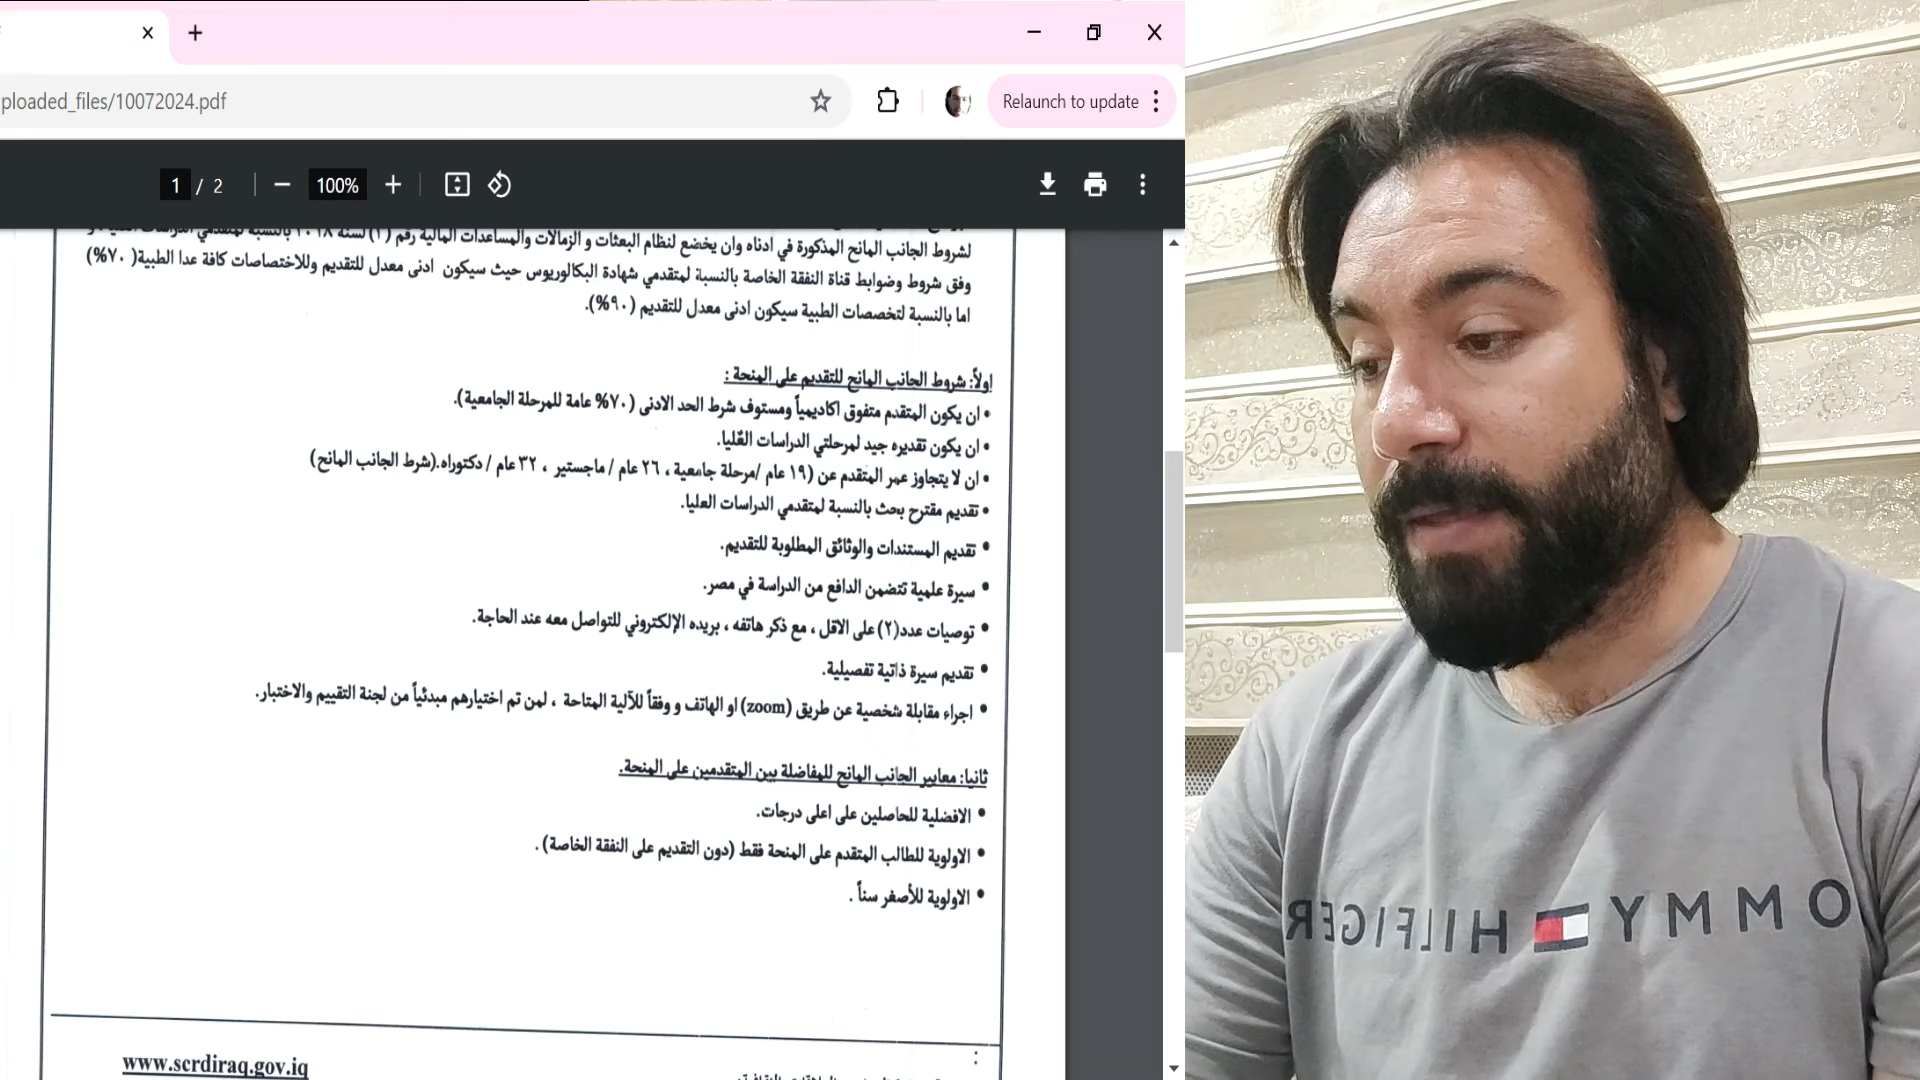 ploaded_files/10072024.pdf
Relaunch to update
1 / 2
100%
لشروط الجانب المانح المذكورة في ادناه وان يخضع لنظام البعثات و الزمالات والمساعدات المالية رقم (٢) لسنة ٢٠١٨ بالنسبة لمتقدمي
وفق شروط وضوابط قناة النفقة الخاصة بالنسبة لمتقدمي شهادة البكالوريوس حيث سيكون ادنى معدل للتقديم وللاختصاصات كافة عدا الطبية( ٧٠%)
اما بالنسبة لتخصصات الطبية سيكون ادنى معدل للتقديم (٩٠%).
اولاً: شروط الجانب المانح للتقديم على المنحة :
• ان يكون المتقدم متفوق اكاديمياً ومستوف شرط الحد الادنى (٧٠% عامة للمرحلة الجامعية).
• ان يكون تقديره جيد لمرحلتي الدراسات العُليا.
• ان لا يتجاوز عمر المتقدم عن (١٩ عام /مرحلة جامعية ، ٢٦ عام / ماجستير ، ٣٢ عام / دكتوراه.(شرط الجانب المانح)
• تقديم مقترح بحث بالنسبة لمتقدمي الدراسات العليا.
• تقديم المستندات والوثائق المطلوبة للتقديم.
• سيرة علمية تتضمن الدافع من الدراسة في مصر.
• توصيات عدد(٢) على الاقل ، مع ذكر هاتفه ، بريده الإلكتروني للتواصل معه عند الحاجة.
• تقديم سيرة ذاتية تفصيلية.
• اجراء مقابلة شخصية عن طريق (zoom) او الهاتف و وفقاً للآلية المتاحة ، لمن تم اختيارهم مبدئياً من لجنة التقييم والاختبار.
ثانيا: معايير الجانب المانح للمفاضلة بين المتقدمين على المنحة.
• الافضلية للحاصلين على اعلى درجات.
• الاولوية للطالب المتقدم على المنحة فقط (دون التقديم على النفقة الخاصة) .
• الاولوية للأصغر سناً .
www.scrdiraq.gov.iq
OMMY HILFIGER